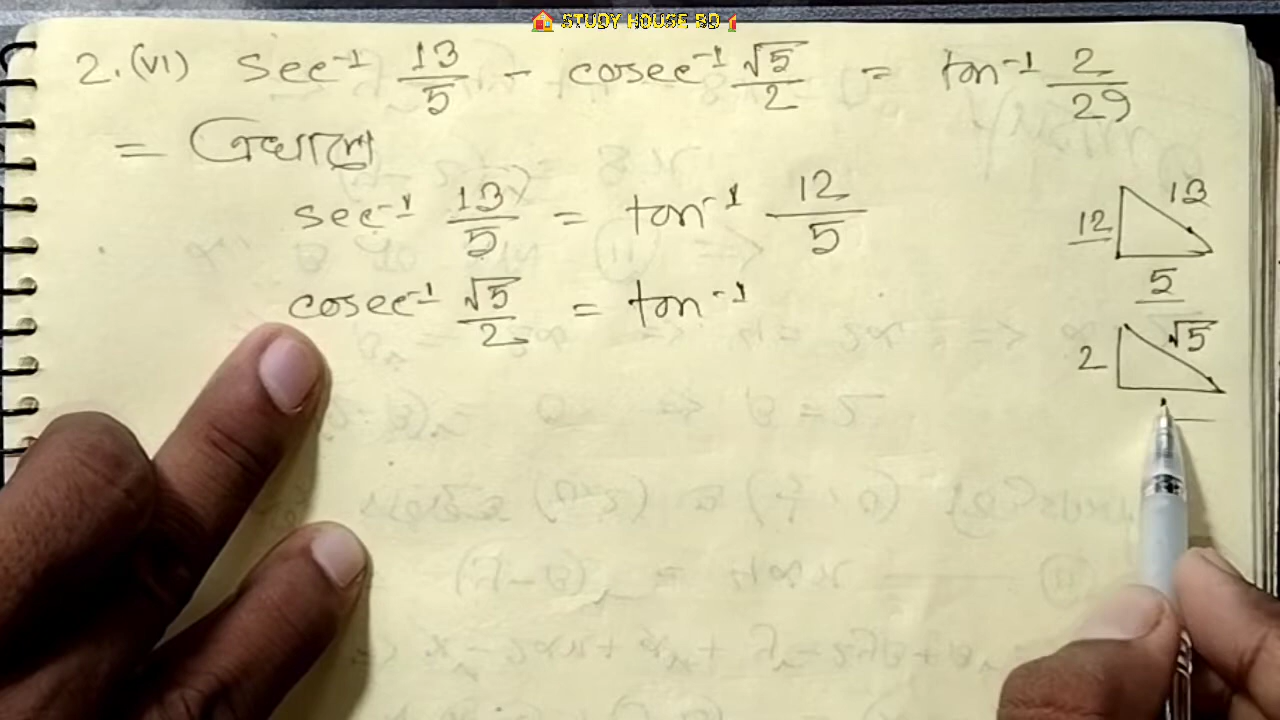 🏠 STUDY HOUSE BD
2. (vi) sec⁻¹ 13/5 - cosec⁻¹ √5/2 = tan⁻¹ 2/29
= এখানে
sec⁻¹ 13/5 = tan⁻¹ 12/5
12 13 5
cosec⁻¹ √5/2 = tan⁻¹
2 √5